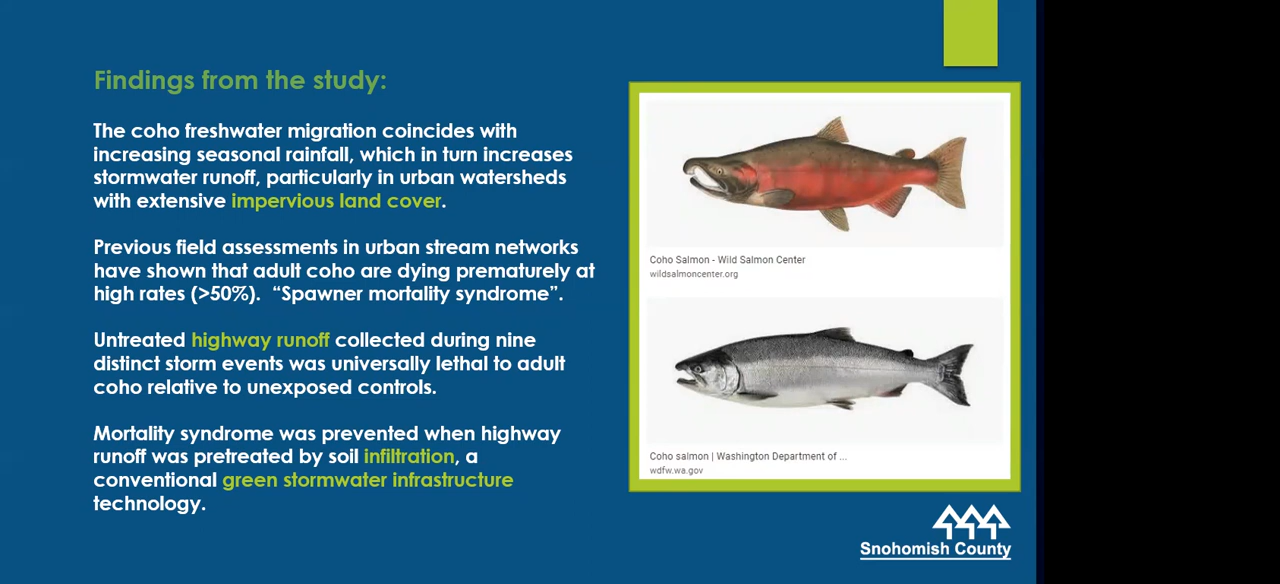 Findings from the study:
The coho freshwater migration coincides with
increasing seasonal rainfall, which in turn increases
stormwater runoff, particularly in urban watersheds
with extensive impervious land cover.
Previous field assessments in urban stream networks
have shown that adult coho are dying prematurely at
high rates (>50%).  “Spawner mortality syndrome”.
Untreated highway runoff collected during nine
distinct storm events was universally lethal to adult
coho relative to unexposed controls.
Mortality syndrome was prevented when highway
runoff was pretreated by soil infiltration, a
conventional green stormwater infrastructure
technology.
Coho Salmon - Wild Salmon Center
wildsalmoncenter.org
Coho salmon | Washington Department of ...
wdfw.wa.gov
Snohomish County